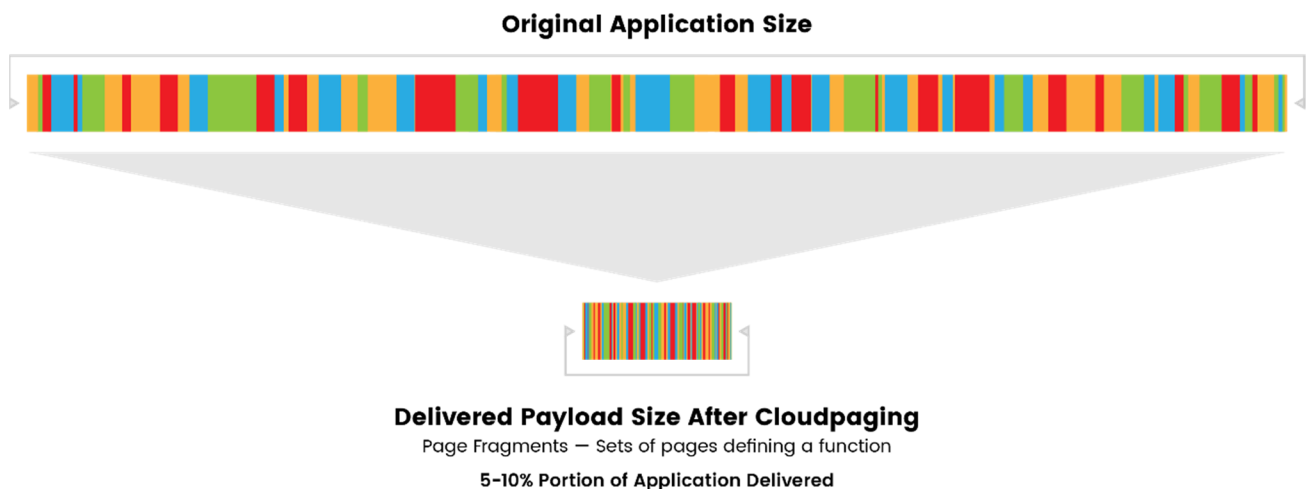 Original Application Size
Delivered Payload Size After Cloudpaging
Page Fragments — Sets of pages defining a function
5-10% Portion of Application Delivered